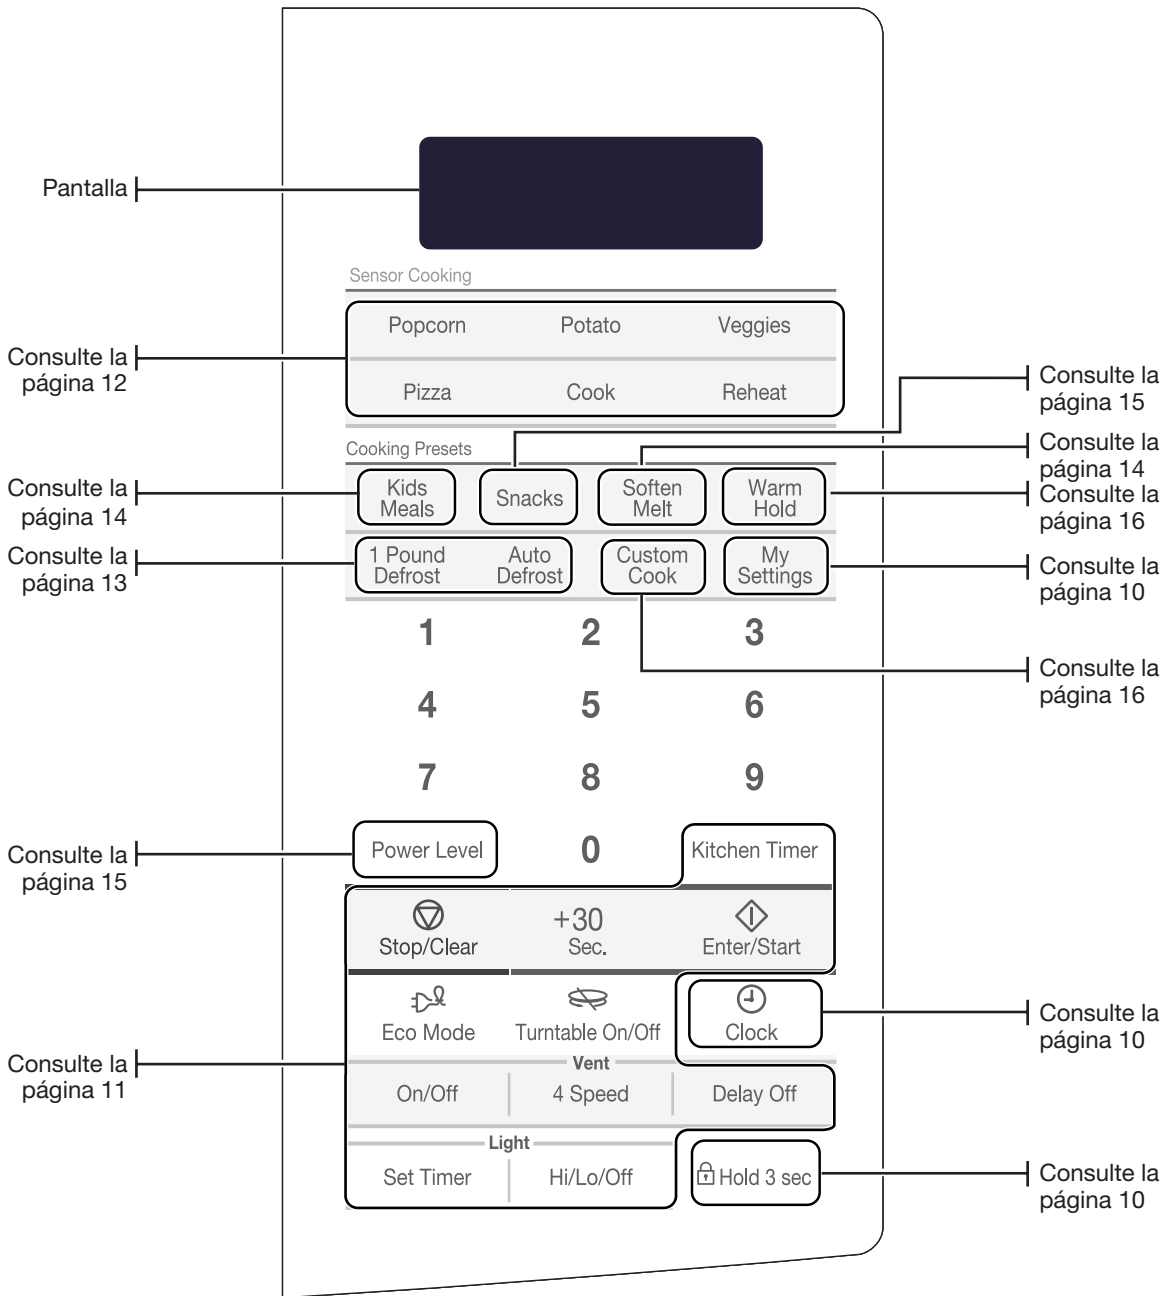 Pantalla
Sensor Cooking
Popcorn Potato Veggies
Consulte la
página 12
Pizza Cook Reheat
Consulte la
página 15
Cooking Presets
Consulte la
página 14
Kids
Meals
Snacks
Soften
Melt
Warm
Hold
Consulte la
página 14
Consulte la
página 16
Consulte la
página 13
1 Pound
Defrost
Auto
Defrost
Custom
Cook
My
Settings
Consulte la
página 10
1 2 3
Consulte la
página 16
4 5 6
7 8 9
Consulte la
página 15
Power Level 0 Kitchen Timer
Stop/Clear
+30
Sec.
Enter/Start
Eco Mode Turntable On/Off Clock
Consulte la
página 10
Consulte la
página 11
Vent
On/Off 4 Speed Delay Off
Light
Set Timer Hi/Lo/Off Hold 3 sec
Consulte la
página 10